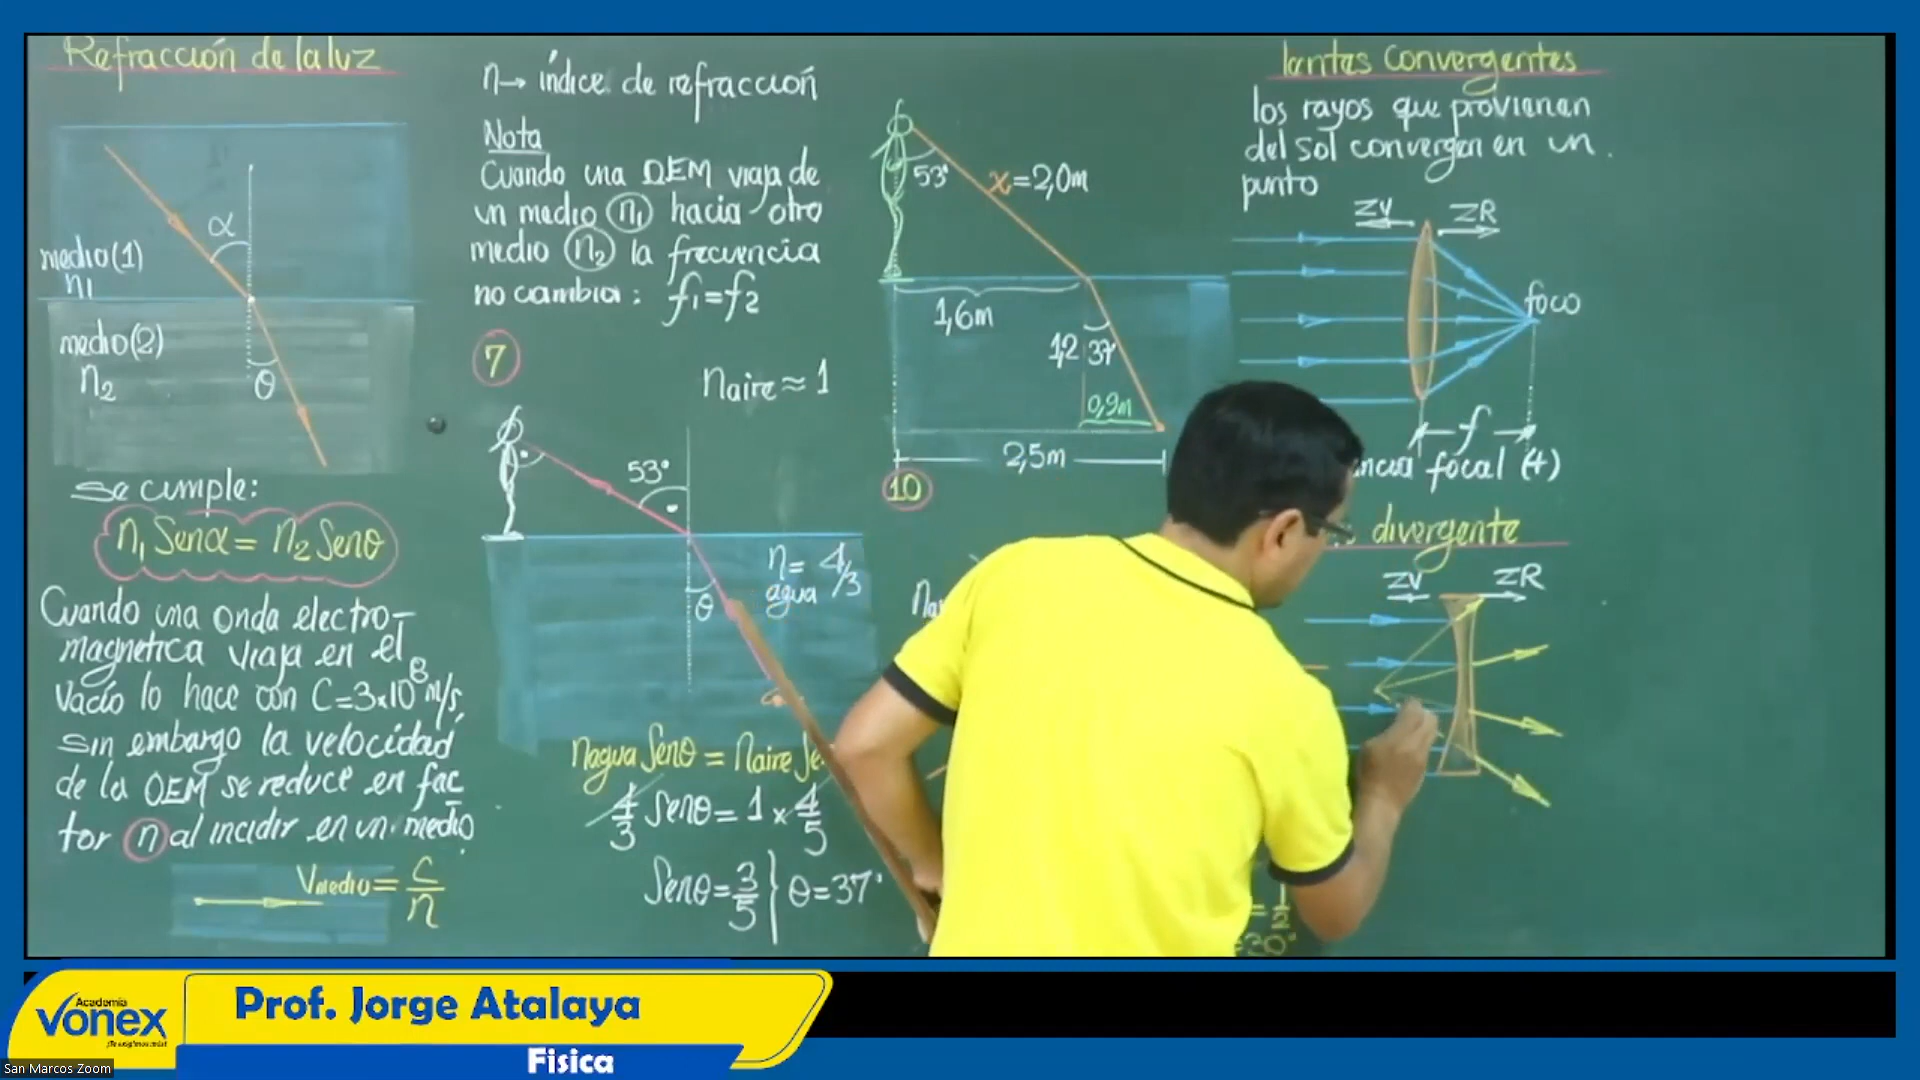 Refracción de la luz
α
medio(1)
n1
medio(2)
n2
θ
se cumple:
n1 Senα = n2 Senθ
Cuando una onda electro-
magnetica viaja en el
vacío lo hace con C=3x10⁸ m/s,
sin embargo la velocidad
de la OEM se reduce en fac
tor n al incidir en un medio.
Vmedio = C/n
n → índice de refracción
Nota
Cuando una OEM viaja de
un medio n1 hacia otro
medio n2 la frecuencia
no cambia: f1=f2
7
naire ≈ 1
53°
θ
n agua = 4/3
nagua Senθ = naire Se
4/3 Senθ = 1 x 4/5
Senθ = 3/5 } θ = 37°
53°
x=2,0m
1,6m
1,2
37°
0,9m
2,5m
10
= 1/2
=30°
lentes Convergentes
los rayos que provienen
del sol convergen en un
punto
ZV
ZR
foco
f
focal (+)
divergente
ZV
ZR
Academia
Vonex
Prof. Jorge Atalaya
Fisica
San Marcos Zoom